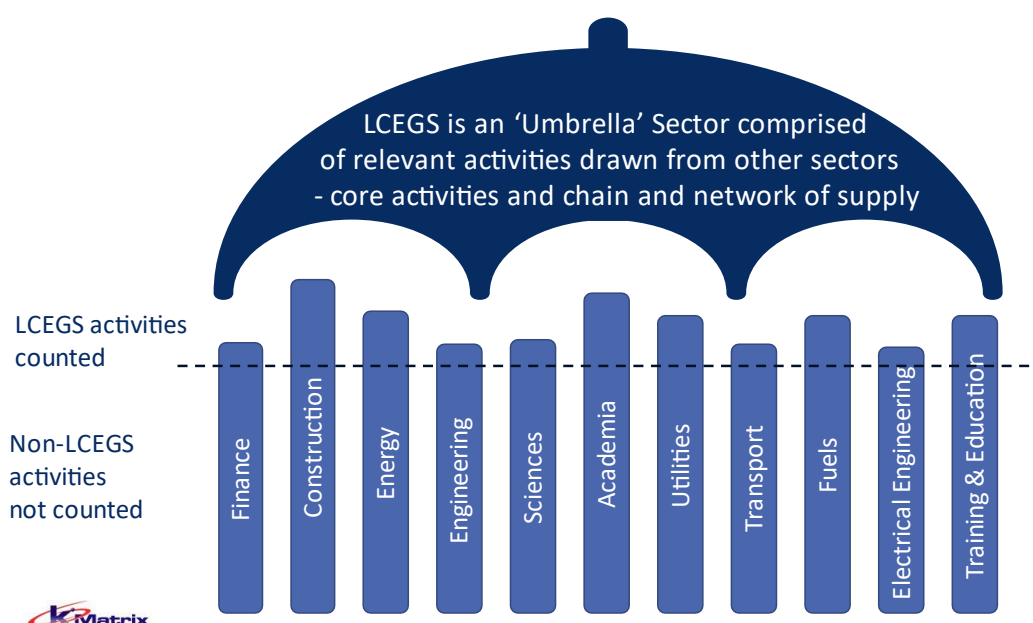 LCEGS is an ‘Umbrella’ Sector comprised
of relevant activities drawn from other sectors
- core activities and chain and network of supply
LCEGS activities
counted
Non-LCEGS
activities
not counted
Finance
Construction
Energy
Engineering
Sciences
Academia
Utilities
Transport
Fuels
Electrical Engineering
Training & Education
kMatrix